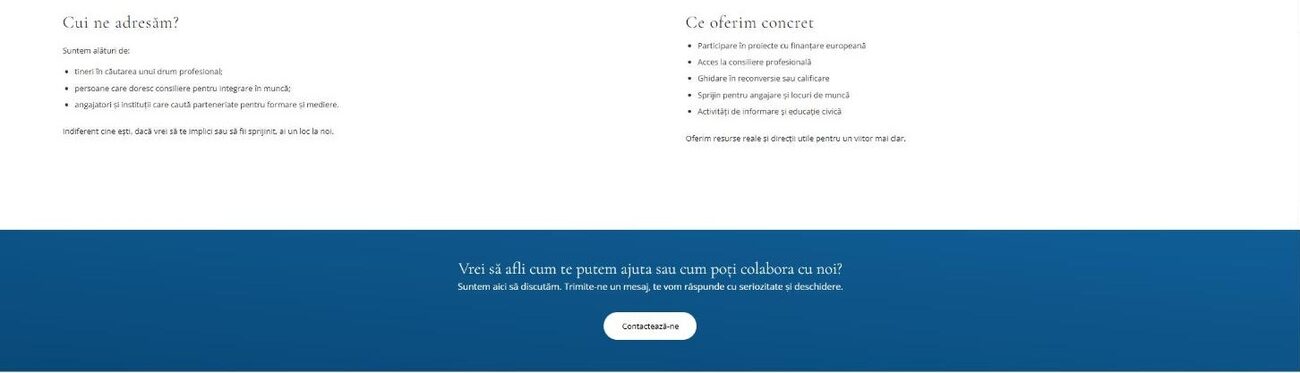 Cui ne adresăm?
Suntem alături de:
tineri în căutarea unui drum profesional;
persoane care doresc consiliere pentru integrare în muncă;
angajatori și instituții care caută parteneriate pentru formare și mediere.
Indiferent cine ești, dacă vrei să te implici sau să fii sprijinit, ai un loc la noi.
Ce oferim concret
Participare în proiecte cu finanțare europeană
Acces la consiliere profesională
Ghidare în reconversie sau calificare
Sprijin pentru angajare și locuri de muncă
Activități de informare și educație civică
Oferim resurse reale și direcții utile pentru un viitor mai clar.
Vrei să afli cum te putem ajuta sau cum poți colabora cu noi?
Suntem aici să discutăm. Trimite-ne un mesaj, te vom răspunde cu seriozitate și deschidere.
Contactează-ne